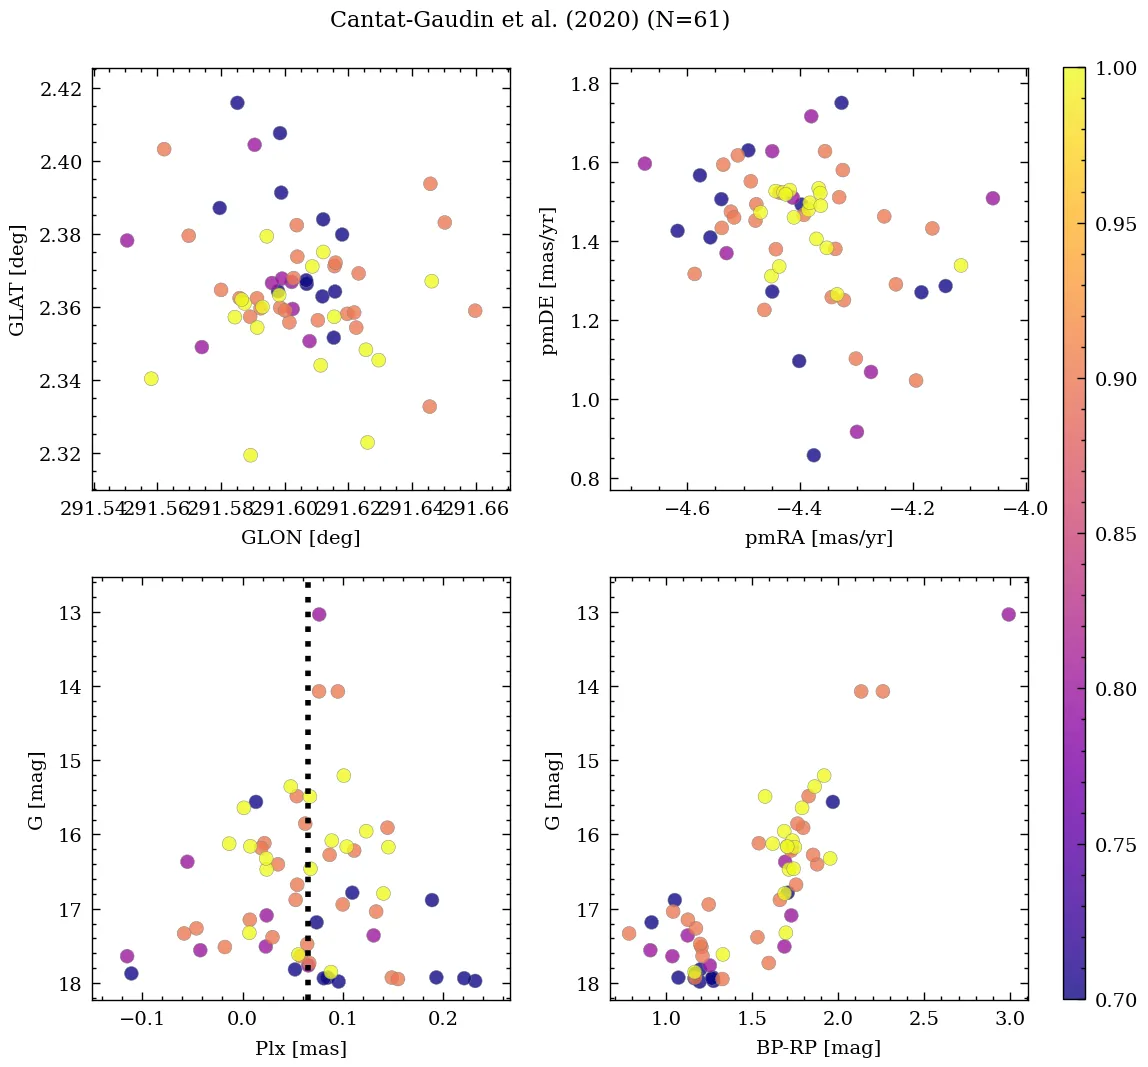 Cantat-Gaudin et al. (2020) (N=61)
2.42
2.40
2.38
2.36
2.34
2.32
GLAT [deg]
291.54 291.56 291.58 291.60 291.62 291.64 291.66
GLON [deg]
1.8
1.6
1.4
1.2
1.0
0.8
pmDE [mas/yr]
−4.6 −4.4 −4.2 −4.0
pmRA [mas/yr]
13
14
15
16
17
18
G [mag]
−0.1 0.0 0.1 0.2
Plx [mas]
13
14
15
16
17
18
G [mag]
1.0 1.5 2.0 2.5 3.0
BP-RP [mag]
1.00
0.95
0.90
0.85
0.80
0.75
0.70